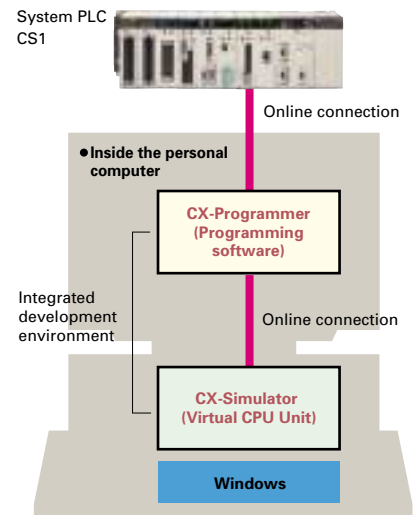 System PLC
CS1
Online connection
●Inside the personal
computer
CX-Programmer
(Programming
software)
Integrated
development
environment
Online connection
CX-Simulator
(Virtual CPU Unit)
Windows